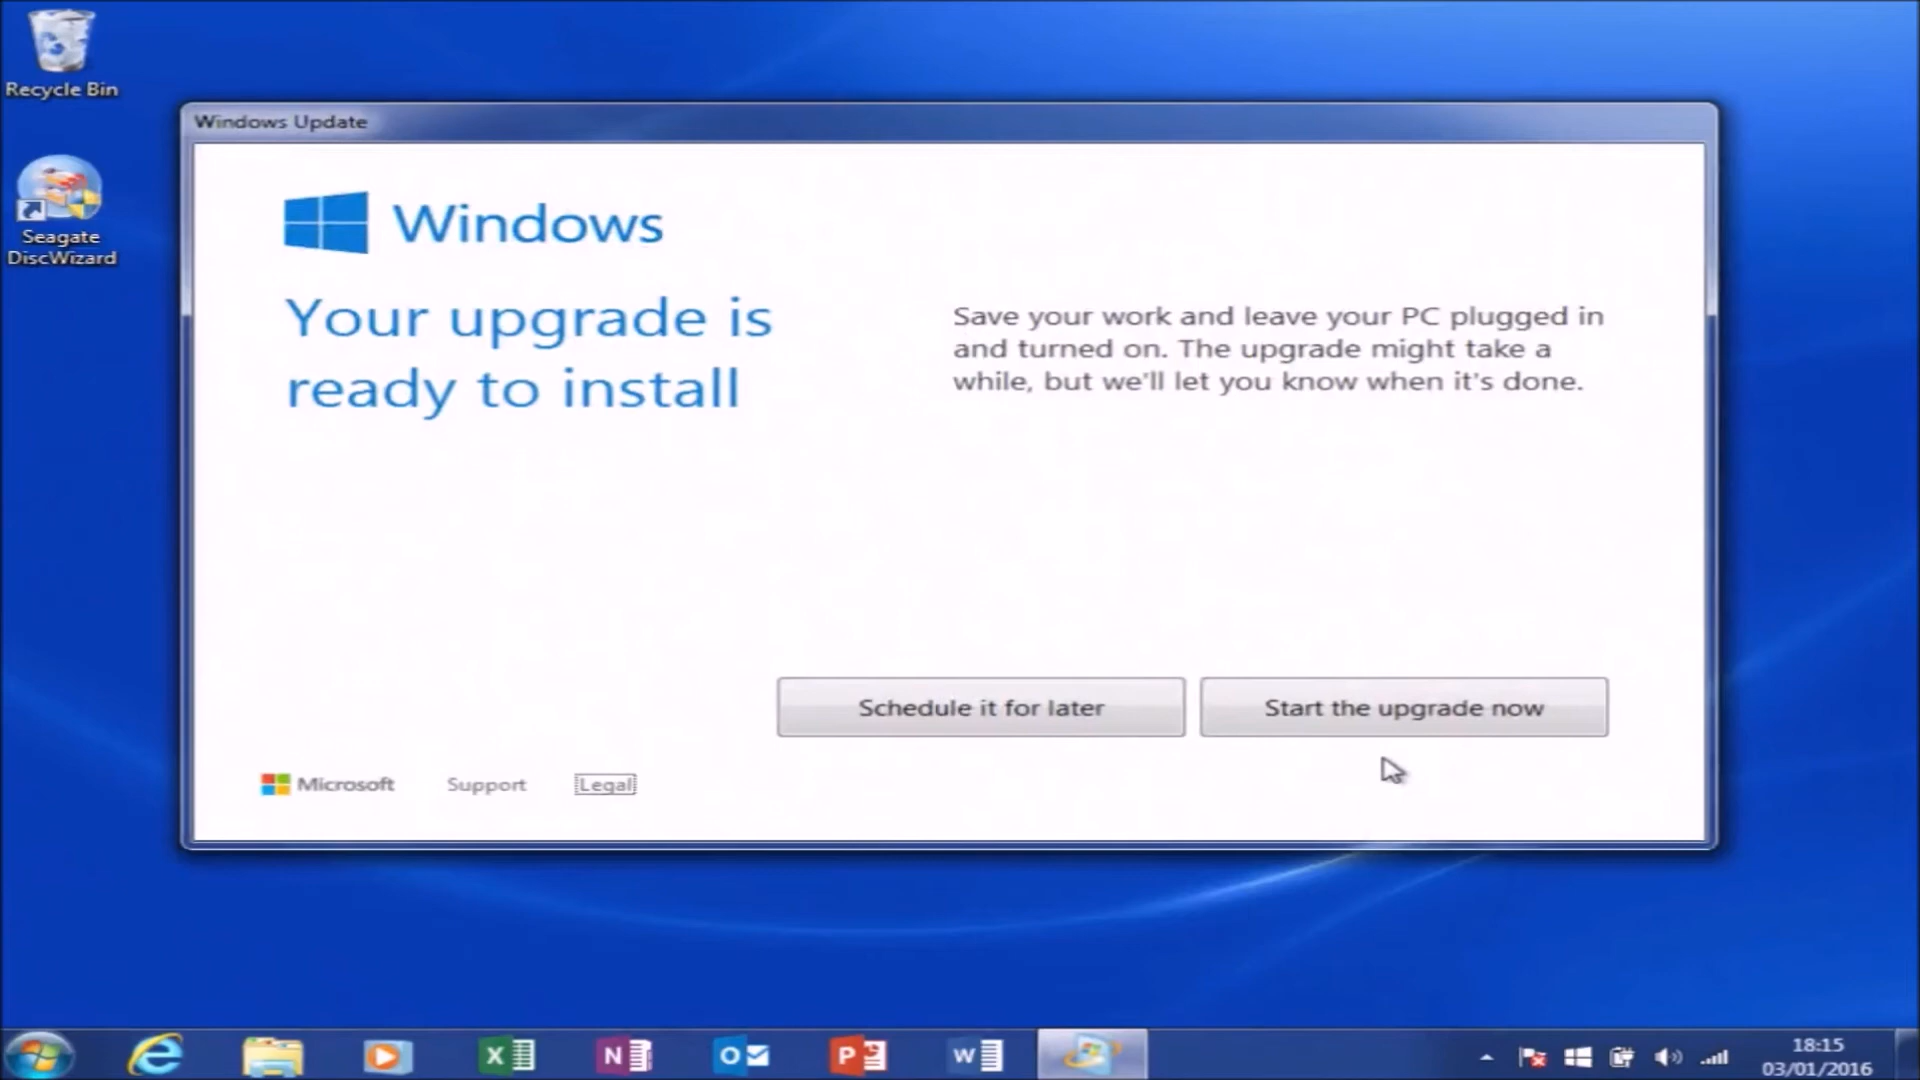 Recycle Bin
Seagate
DiscWizard
Windows Update
Windows
Your upgrade is
ready to install
Save your work and leave your PC plugged in
and turned on. The upgrade might take a
while, but we'll let you know when it's done.
Schedule it for later
Start the upgrade now
Microsoft
Support
Legal
18:15
03/01/2016